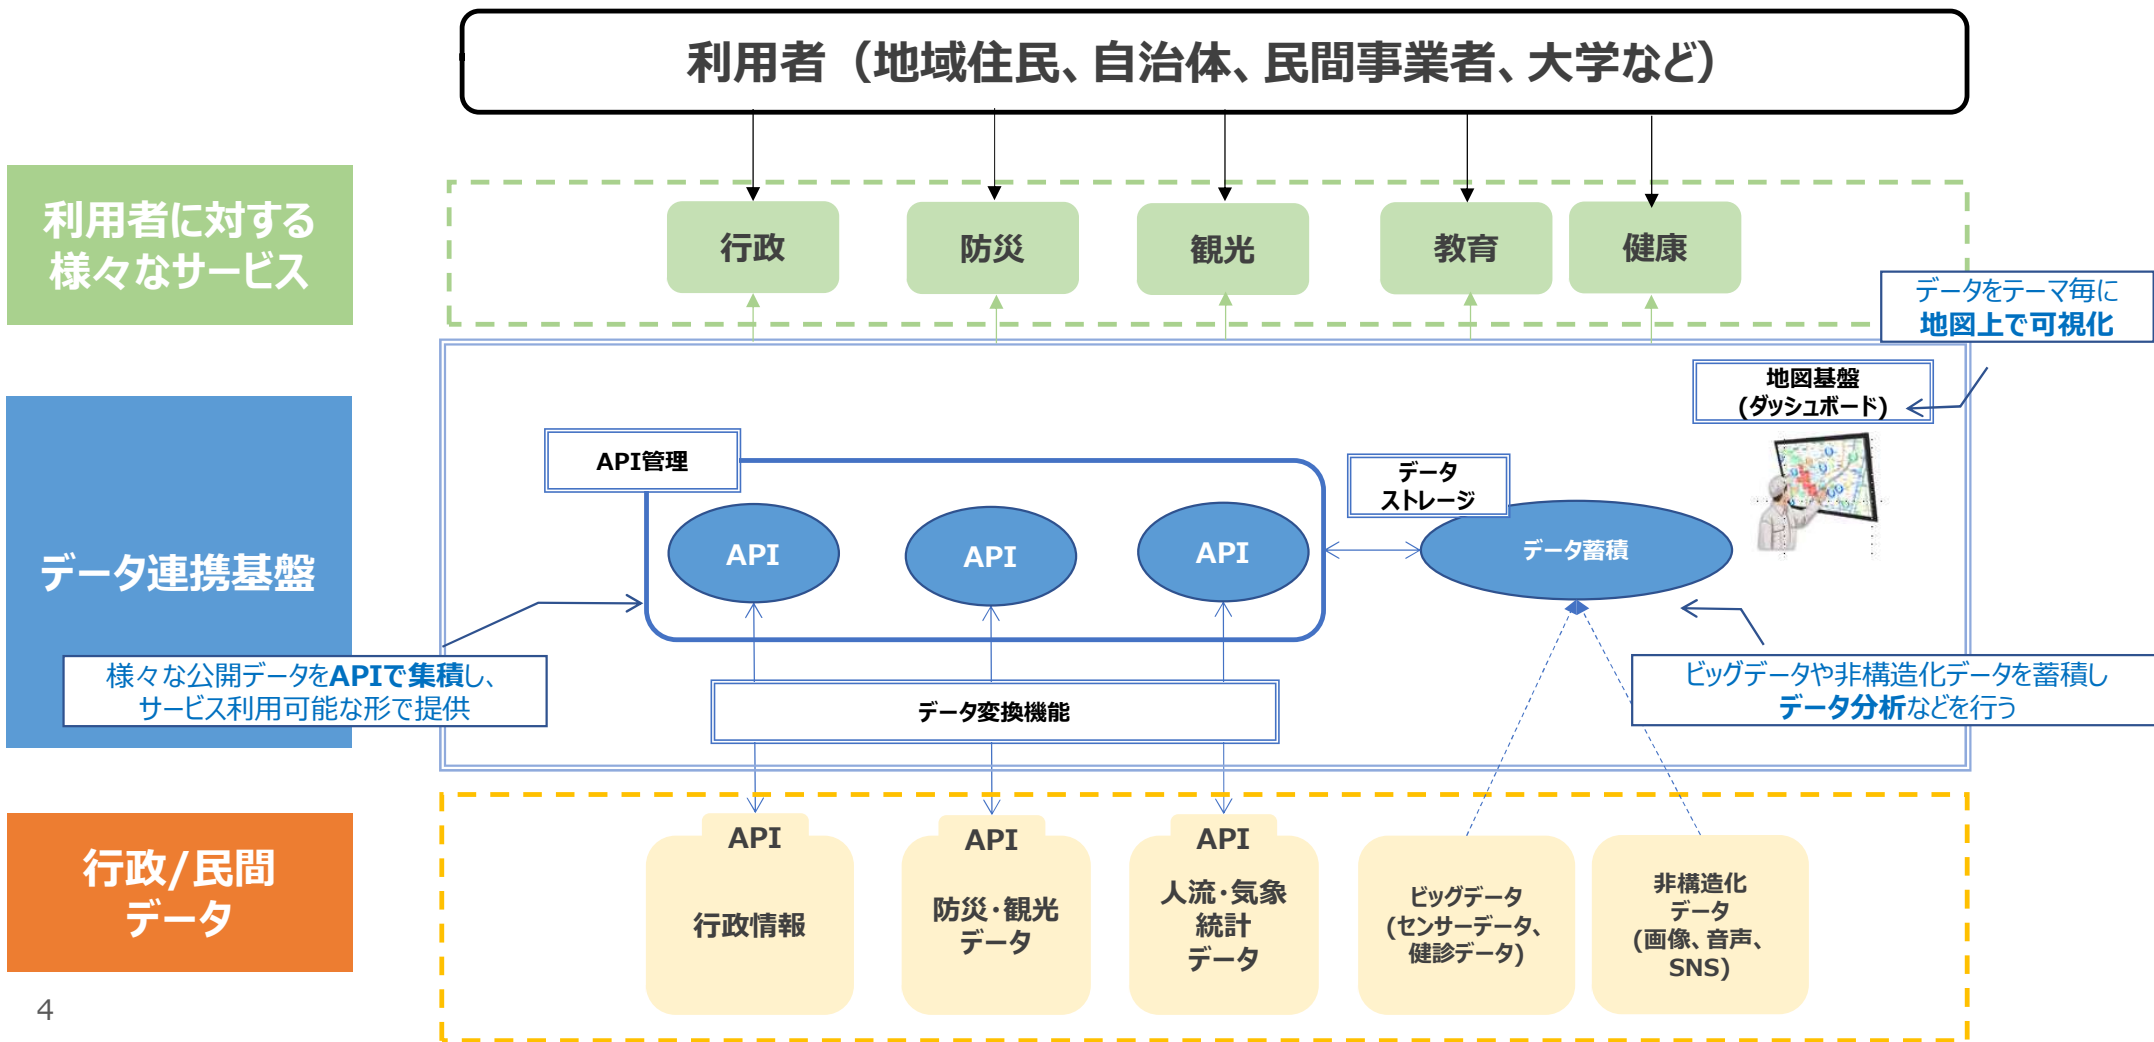 利用者（地域住民、自治体、民間事業者、大学など）
利用者に対する
様々なサービス
行政
防災
観光
教育
健康
データをテーマ毎に
地図上で可視化
地図基盤
(ダッシュボード)
データ連携基盤
API管理
API
API
API
データ
ストレージ
データ蓄積
様々な公開データをAPIで集積し、
サービス利用可能な形で提供
データ変換機能
ビッグデータや非構造化データを蓄積し
データ分析などを行う
行政/民間
データ
API
行政情報
API
防災・観光
データ
API
人流・気象
統計
データ
ビッグデータ
(センサーデータ、
健診データ)
非構造化
データ
(画像、音声、
SNS)
4